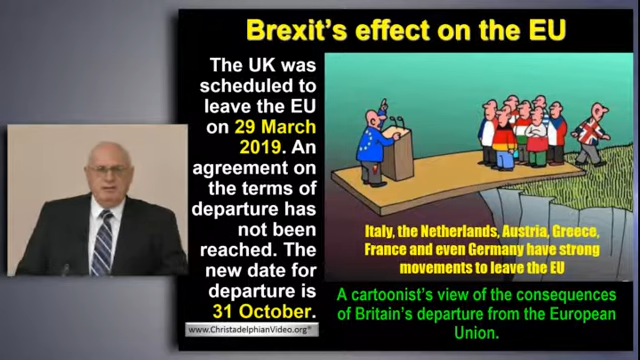 Brexit's effect on the EU
The UK was
scheduled to
leave the EU
on 29 March
2019. An
agreement on
the terms of
departure has
not been
reached. The
new date for
departure is
31 October.
www.ChristadelphianVideo.org®
Italy, the Netherlands, Austria, Greece,
France and even Germany have strong
movements to leave the EU
A cartoonist's view of the consequences
of Britain's departure from the European
Union.